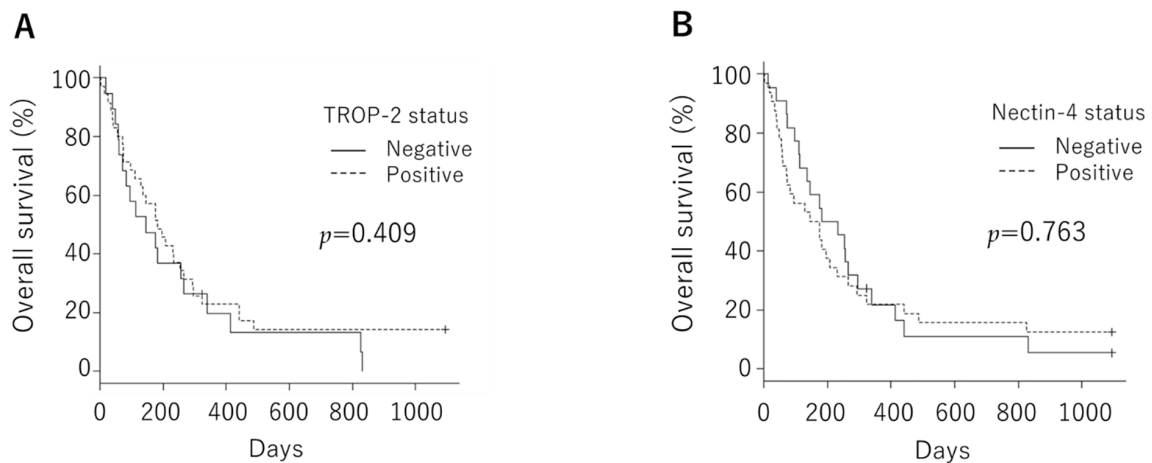 A
Overall survival (%)
100
80
60
40
20
0
TROP-2 status
Negative
Positive
p=0.409
0 200 400 600 800 1000
Days
B
Overall survival (%)
100
80
60
40
20
0
Nectin-4 status
Negative
Positive
p=0.763
0 200 400 600 800 1000
Days